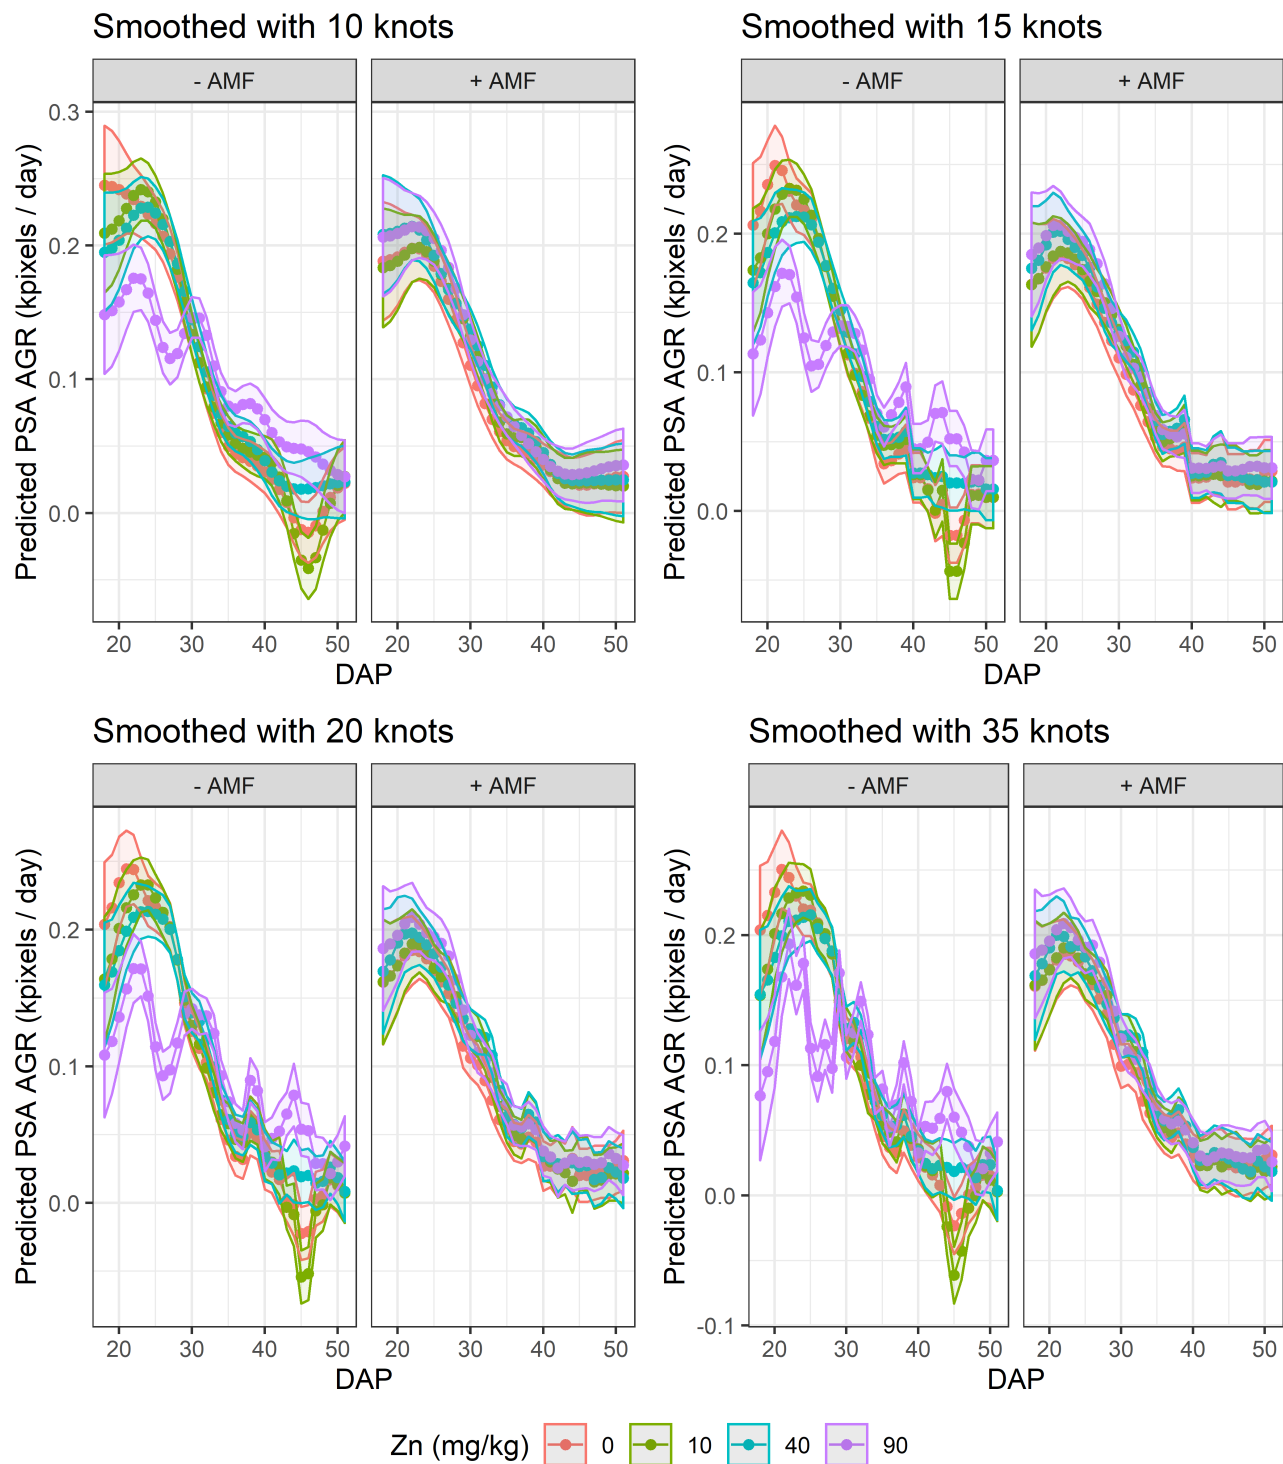 Smoothed with 10 knots
Smoothed with 15 knots
- AMF
+ AMF
- AMF
+ AMF
Predicted PSA AGR (kpixels / day)
0.3
0.2
0.1
0.0
Predicted PSA AGR (kpixels / day)
0.2
0.1
0.0
20 30 40 50
20 30 40 50
20 30 40 50
20 30 40 50
DAP
DAP
Smoothed with 20 knots
Smoothed with 35 knots
- AMF
+ AMF
- AMF
+ AMF
Predicted PSA AGR (kpixels / day)
0.2
0.1
0.0
Predicted PSA AGR (kpixels / day)
0.2
0.1
0.0
-0.1
20 30 40 50
20 30 40 50
20 30 40 50
20 30 40 50
DAP
DAP
Zn (mg/kg) 0 10 40 90